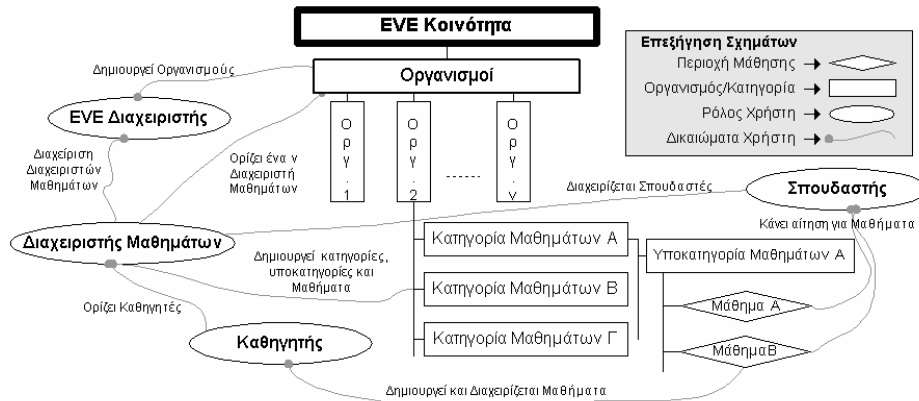 EVE Κοινότητα
Οργανισμοί
Επεξήγηση Σχημάτων
Περιοχή Μάθησης
Οργανισμός/Κατηγορία
Ρόλος Χρήστη
Δικαιώματα Χρήστη
Δημιουργεί Οργανισμούς
EVE Διαχειριστής
Οργ.1
Οργ.2
........
Οργ.ν
Διαχείριση
Διαχειριστών
Μαθημάτων
Ορίζει ένα ν
Διαχειριστή
Μαθημάτων
Διαχειρίζεται Σπουδαστές
Σπουδαστής
Κάνει αίτηση για Μαθήματα
Διαχειριστής Μαθημάτων
Κατηγορία Μαθημάτων Α
Υποκατηγορία Μαθημάτων Α
Δημιουργεί κατηγορίες,
υποκατηγορίες και
Μαθήματα
Κατηγορία Μαθημάτων Β
Μάθημα Α
Ορίζει Καθηγητές
Κατηγορία Μαθημάτων Γ
Καθηγητής
ΜάθημαΒ
Δημιουργεί και Διαχειρίζεται Μαθήματα